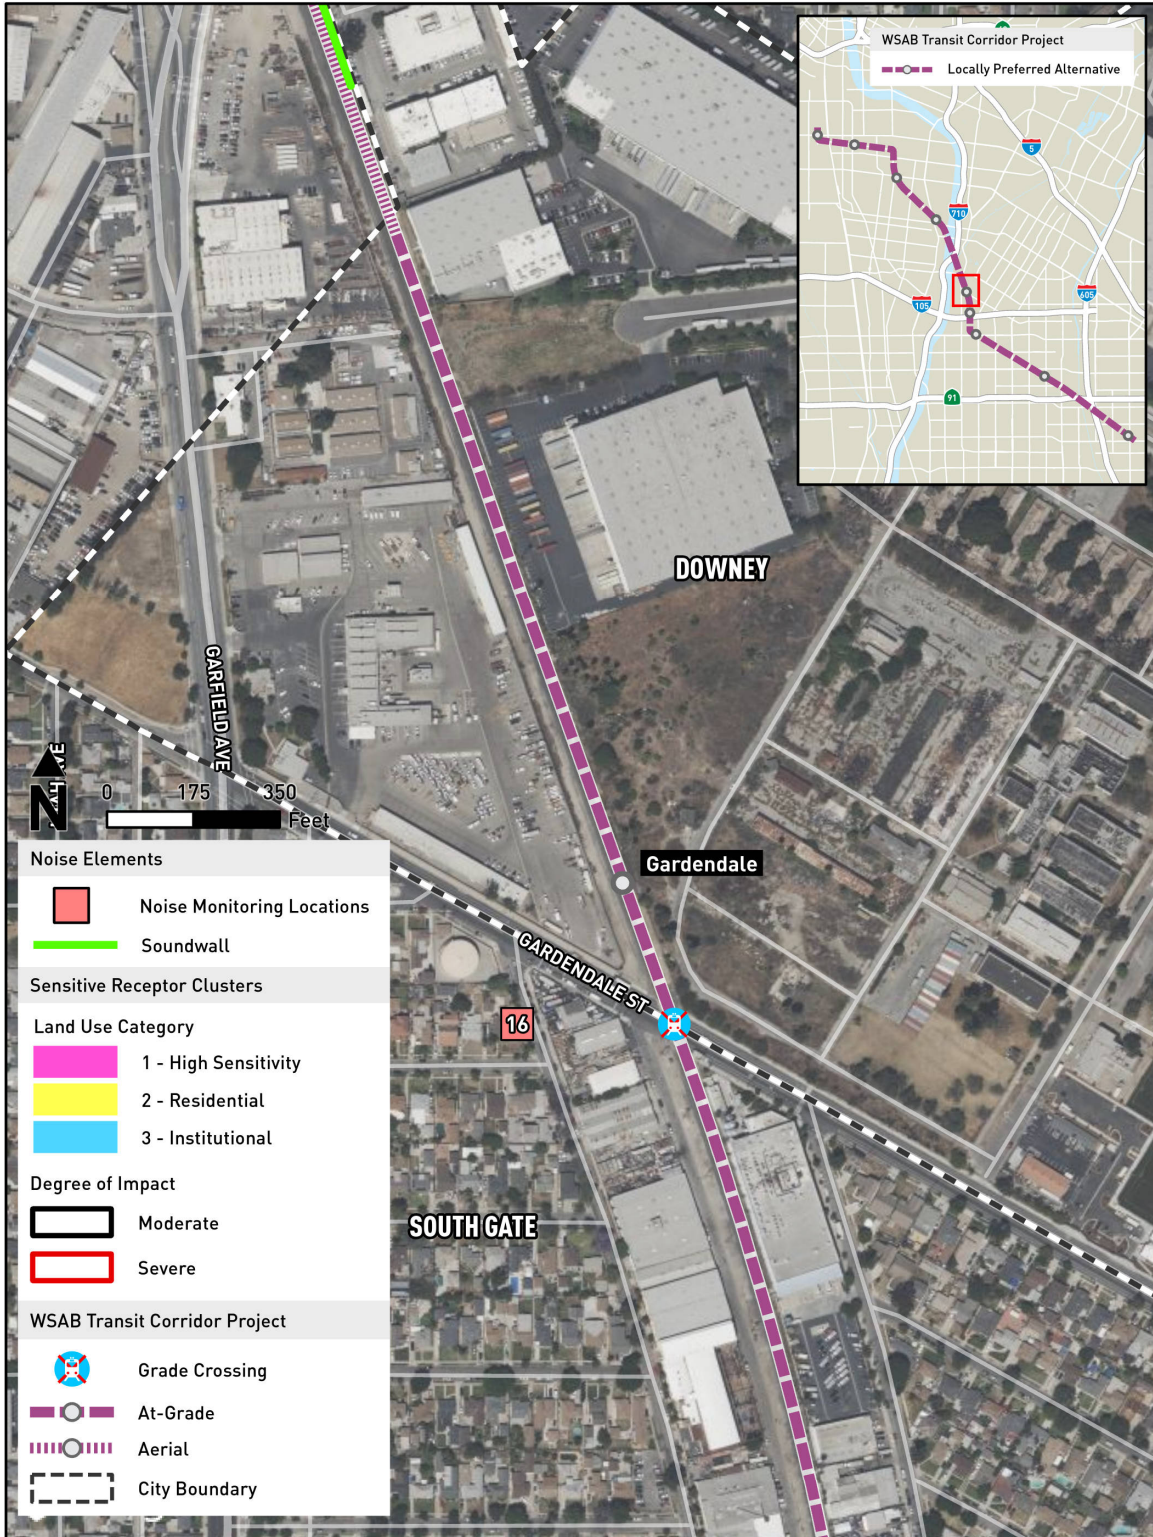 WSAB Transit Corridor Project
Locally Preferred Alternative
5
710
105
605
91
DOWNEY
GARFIELD AVE
N
0 175 350
Feet
Gardendale
GARDENDALE ST
16
SOUTH GATE
Noise Elements
Noise Monitoring Locations
Soundwall
Sensitive Receptor Clusters
Land Use Category
1 - High Sensitivity
2 - Residential
3 - Institutional
Degree of Impact
Moderate
Severe
WSAB Transit Corridor Project
Grade Crossing
At-Grade
Aerial
City Boundary